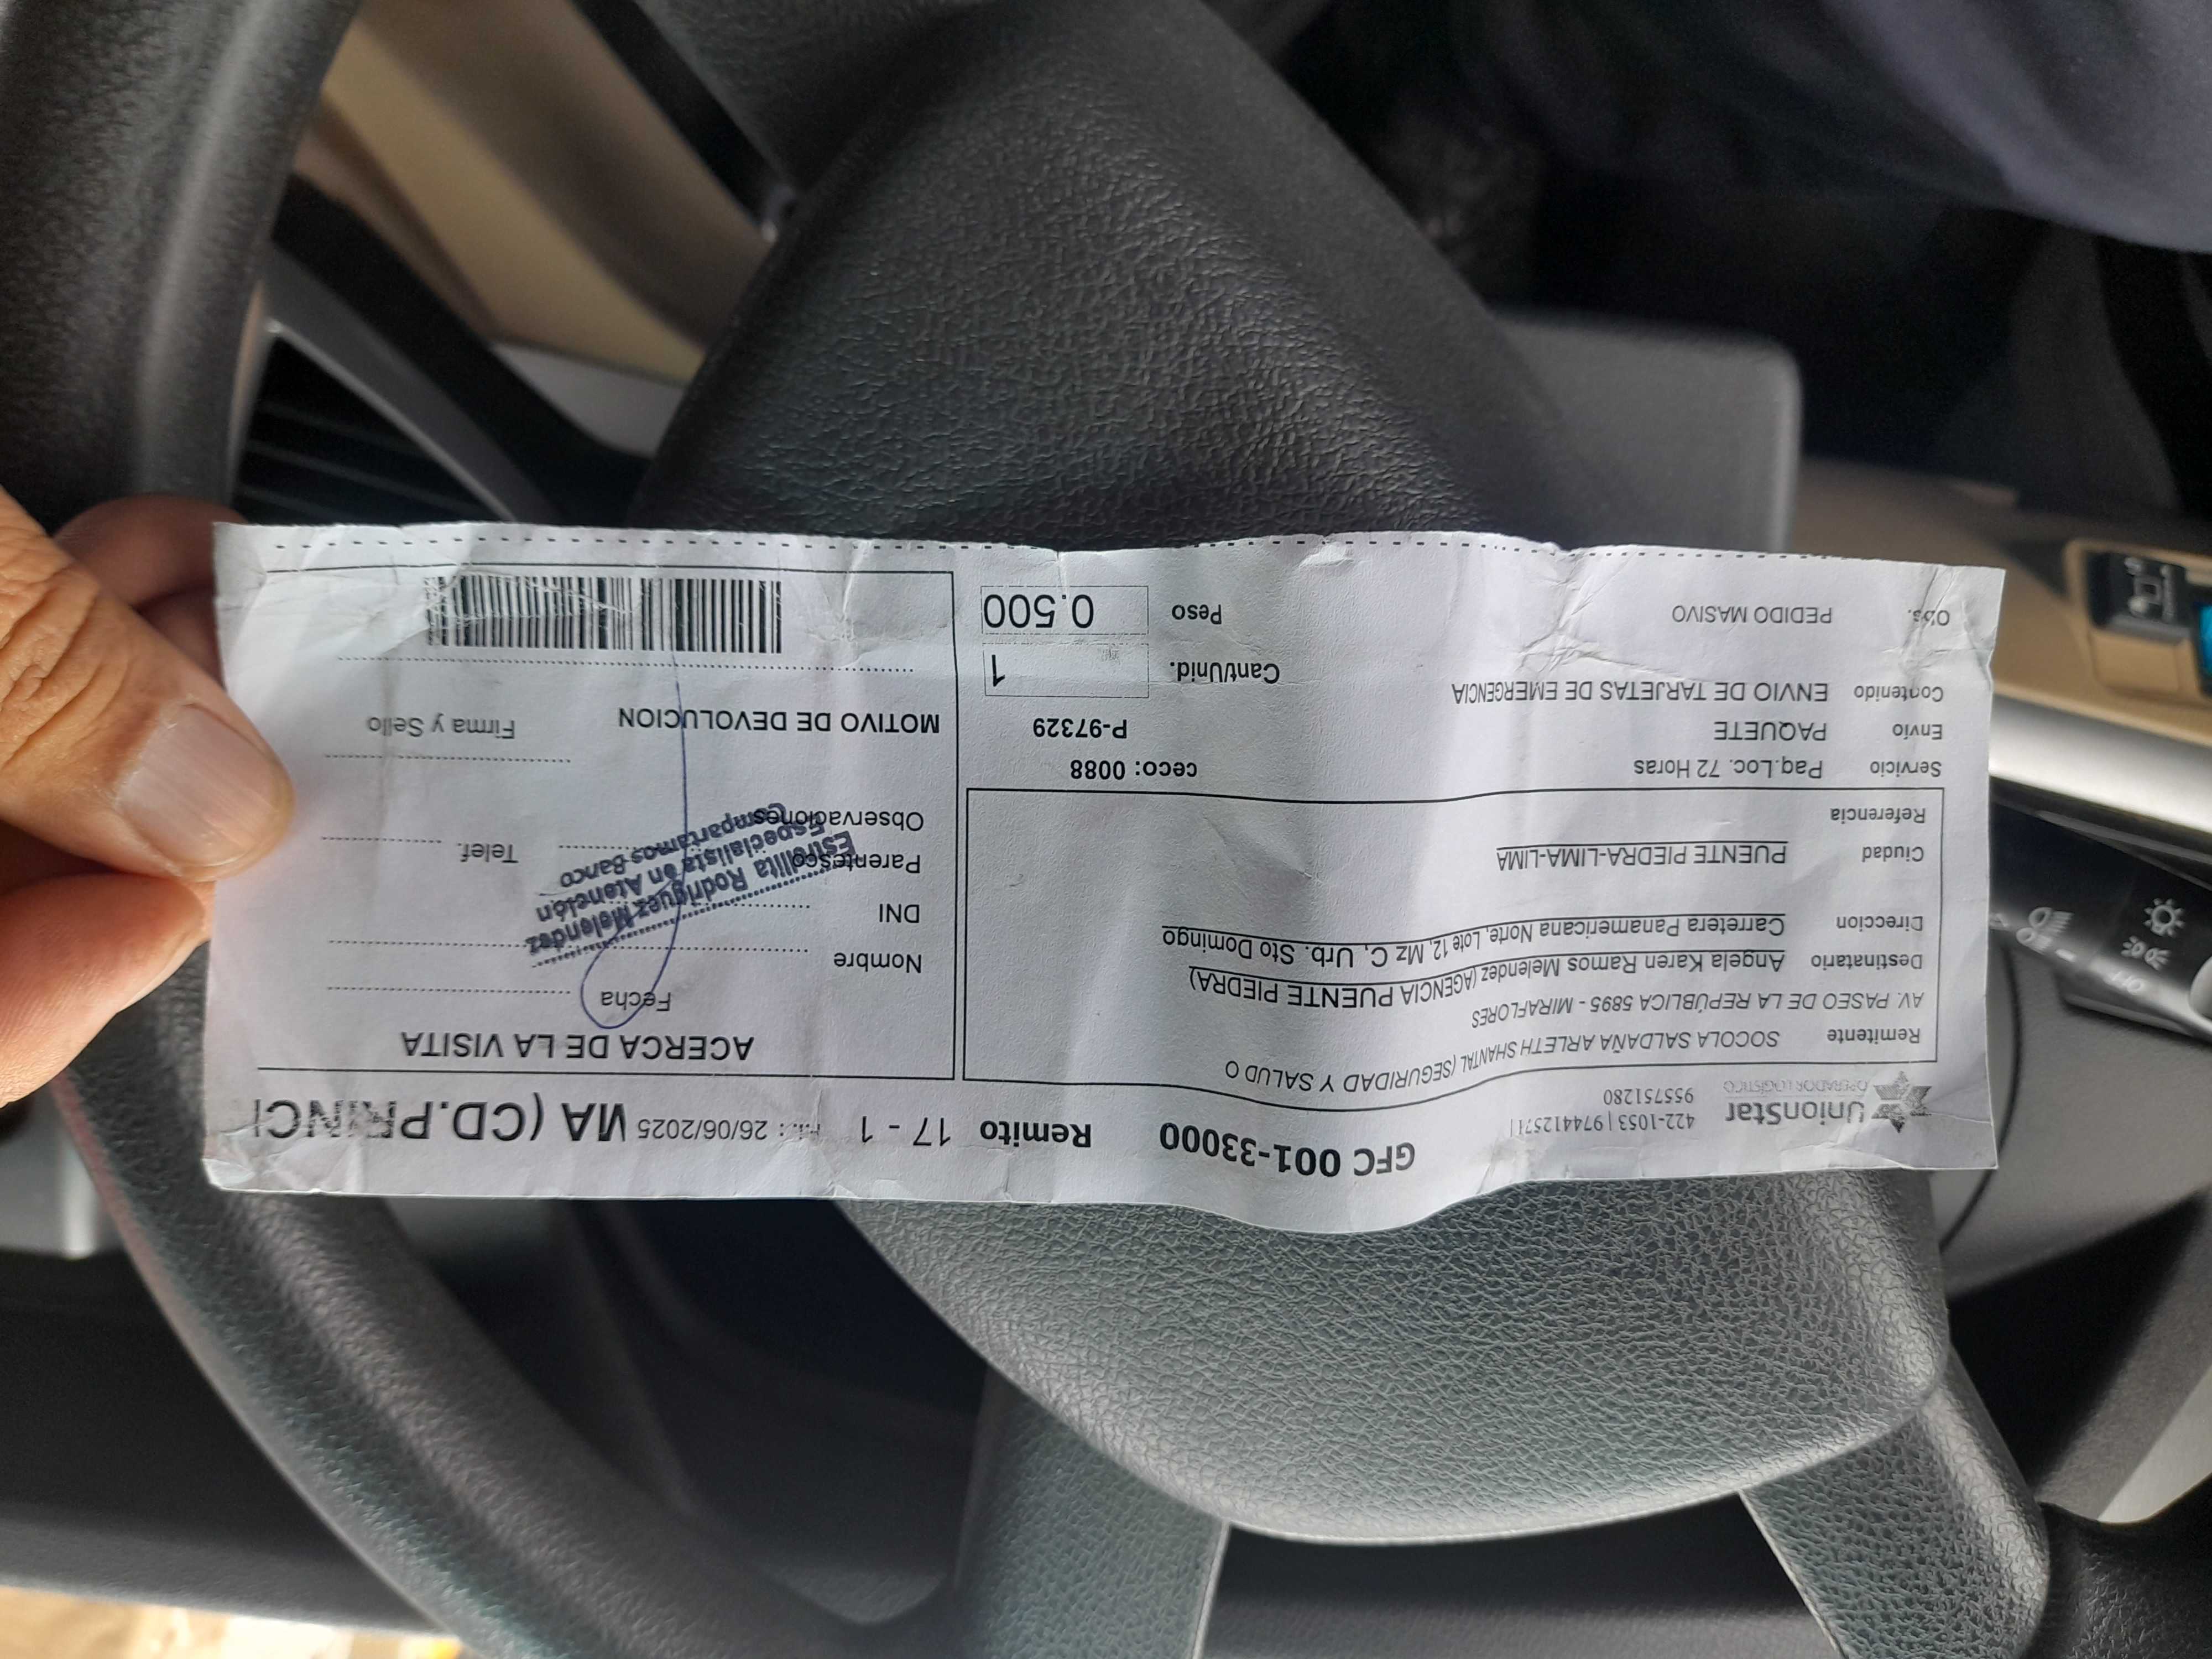 UnionStar
OPERADOR LOGÍSTICO
422-1053 | 974412571 |
955751280
GFC 001-33000
Remito 17 - 1
26/06/2025
MA (CD.PRINCI
Remitente SOCOLA SALDAÑA ARLETH SHANTAL (SEGURIDAD Y SALUD O
AV. PASEO DE LA REPÚBLICA 5895 - MIRAFLORES
Destinatario Angela Karen Ramos Melendez (AGENCIA PUENTE PIEDRA)
Direccion Carretera Panamericana Norte, Lote 12, Mz C, Urb. Sto Domingo
Ciudad PUENTE PIEDRA-LIMA-LIMA
Referencia
Servicio Paq.Loc. 72 Horas
ceco: 0088
Envio PAQUETE
P-97329
Contenido ENVIO DE TARJETAS DE EMERGENCIA
Cant/Unid. 1
Obs. PEDIDO MASIVO
Peso 0.500
ACERCA DE LA VISITA
Fecha
Nombre
DNI
Parentesco
Telef.
Observaciones
Estrellita Rodriguez Melendez
Especialista en Atención
Compartamos Banco
MOTIVO DE DEVOLUCION
Firma y Sello
OFF